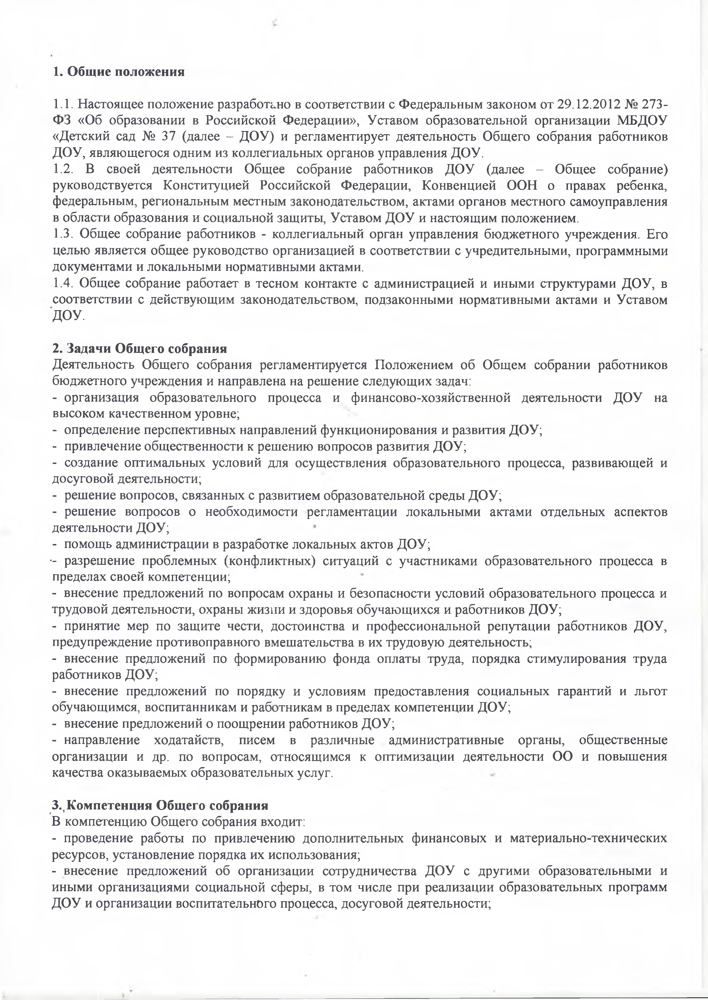 1. Общие положения
1.1. Настоящее положение разработано в соответствии с Федеральным законом от 29.12.2012 № 273-
ФЗ «Об образовании в Российской Федерации», Уставом образовательной организации МБДОУ
«Детский сад № 37 (далее – ДОУ) и регламентирует деятельность Общего собрания работников
ДОУ, являющегося одним из коллегиальных органов управления ДОУ.
1.2. В своей деятельности Общее собрание работников ДОУ (далее – Общее собрание)
руководствуется Конституцией Российской Федерации, Конвенцией ООН о правах ребенка,
федеральным, региональным местным законодательством, актами органов местного самоуправления
в области образования и социальной защиты, Уставом ДОУ и настоящим положением.
1.3. Общее собрание работников - коллегиальный орган управления бюджетного учреждения. Его
целью является общее руководство организацией в соответствии с учредительными, программными
документами и локальными нормативными актами.
1.4. Общее собрание работает в тесном контакте с администрацией и иными структурами ДОУ, в
соответствии с действующим законодательством, подзаконными нормативными актами и Уставом
ДОУ.
2. Задачи Общего собрания
Деятельность Общего собрания регламентируется Положением об Общем собрании работников
бюджетного учреждения и направлена на решение следующих задач:
- организация образовательного процесса и финансово-хозяйственной деятельности ДОУ на
высоком качественном уровне;
- определение перспективных направлений функционирования и развития ДОУ;
- привлечение общественности к решению вопросов развития ДОУ;
- создание оптимальных условий для осуществления образовательного процесса, развивающей и
досуговой деятельности;
- решение вопросов, связанных с развитием образовательной среды ДОУ;
- решение вопросов о необходимости регламентации локальными актами отдельных аспектов
деятельности ДОУ;
- помощь администрации в разработке локальных актов ДОУ;
- разрешение проблемных (конфликтных) ситуаций с участниками образовательного процесса в
пределах своей компетенции;
- внесение предложений по вопросам охраны и безопасности условий образовательного процесса и
трудовой деятельности, охраны жизни и здоровья обучающихся и работников ДОУ;
- принятие мер по защите чести, достоинства и профессиональной репутации работников ДОУ,
предупреждение противоправного вмешательства в их трудовую деятельность;
- внесение предложений по формированию фонда оплаты труда, порядка стимулирования труда
работников ДОУ;
- внесение предложений по порядку и условиям предоставления социальных гарантий и льгот
обучающимся, воспитанникам и работникам в пределах компетенции ДОУ;
- внесение предложений о поощрении работников ДОУ;
- направление ходатайств, писем в различные административные органы, общественные
организации и др. по вопросам, относящимся к оптимизации деятельности ОО и повышения
качества оказываемых образовательных услуг.
3. Компетенция Общего собрания
В компетенцию Общего собрания входит:
- проведение работы по привлечению дополнительных финансовых и материально-технических
ресурсов, установление порядка их использования;
- внесение предложений об организации сотрудничества ДОУ с другими образовательными и
иными организациями социальной сферы, в том числе при реализации образовательных программ
ДОУ и организации воспитательного процесса, досуговой деятельности;